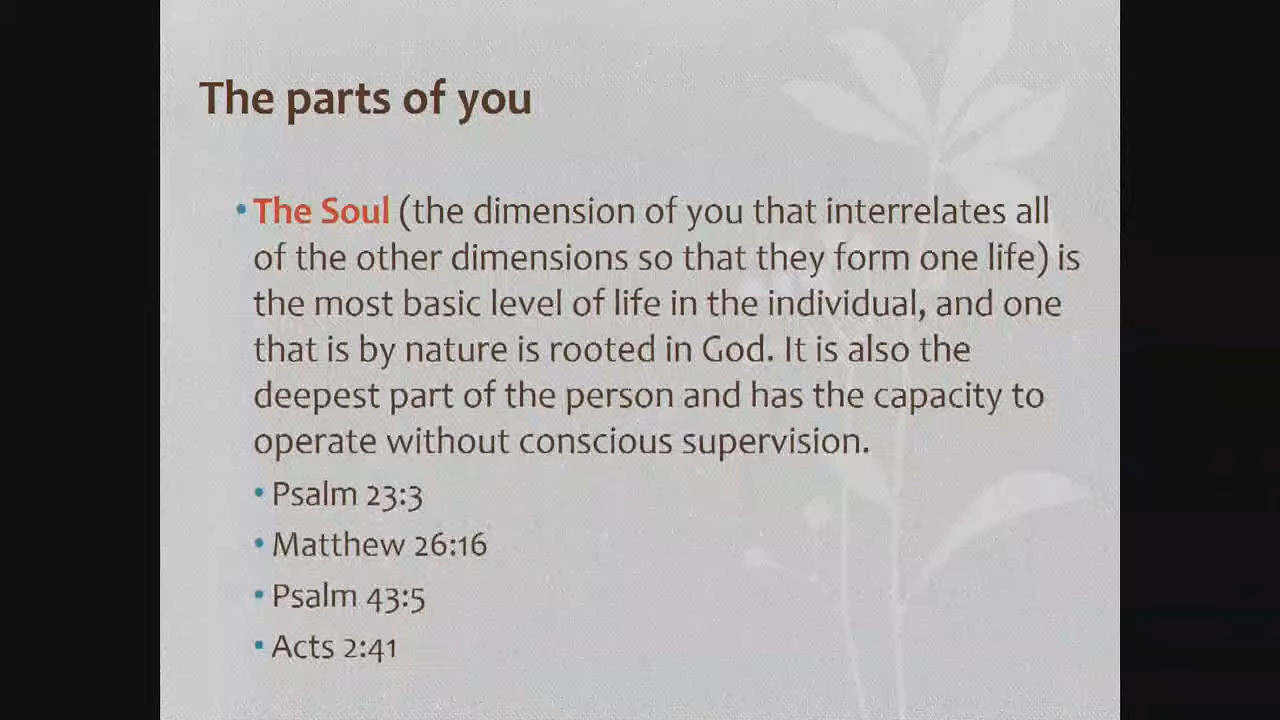 The parts of you
• The Soul (the dimension of you that interrelates all
of the other dimensions so that they form one life) is
the most basic level of life in the individual, and one
that is by nature is rooted in God. It is also the
deepest part of the person and has the capacity to
operate without conscious supervision.
• Psalm 23:3
• Matthew 26:16
• Psalm 43:5
• Acts 2:41